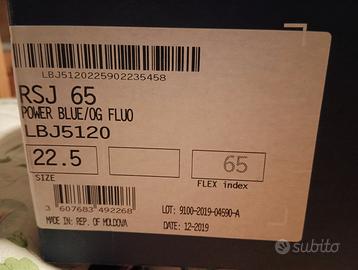 LBJ5120225902235458
RSJ 65
POWER BLUE/OG FLUO
LBJ5120
22.5
65
SIZE
FLEX index
3 607683 492268
LOT: 9100-2019-04590-A
MADE IN: REP. OF MOLDOVA
DATE: 12-2019
subito